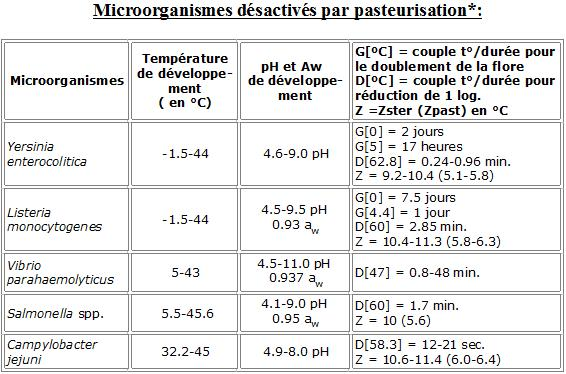 Microorganismes désactivés par pasteurisation*:
Microorganismes
Température
de développe-
ment
( en °C)
pH et Aw
de développe-
ment
G[ºC] = couple t°/durée pour
le doublement de la flore
D[ºC] = couple t°/durée pour
réduction de 1 log.
Z =Zster (Zpast) en °C
Yersinia
enterocolitica
-1.5-44
4.6-9.0 pH
G[0] = 2 jours
G[5] = 17 heures
D[62.8] = 0.24-0.96 min.
Z = 9.2-10.4 (5.1-5.8)
Listeria
monocytogenes
-1.5-44
4.5-9.5 pH
0.93 aw
G[0] = 7.5 jours
G[4.4] = 1 jour
D[60] = 2.85 min.
Z = 10.4-11.3 (5.8-6.3)
Vibrio
parahaemolyticus
5-43
4.5-11.0 pH
0.937 aw
D[47] = 0.8-48 min.
Salmonella spp.
5.5-45.6
4.1-9.0 pH
0.95 aw
D[60] = 1.7 min.
Z = 10 (5.6)
Campylobacter
jejuni
32.2-45
4.9-8.0 pH
D[58.3] = 12-21 sec.
Z = 10.6-11.4 (6.0-6.4)